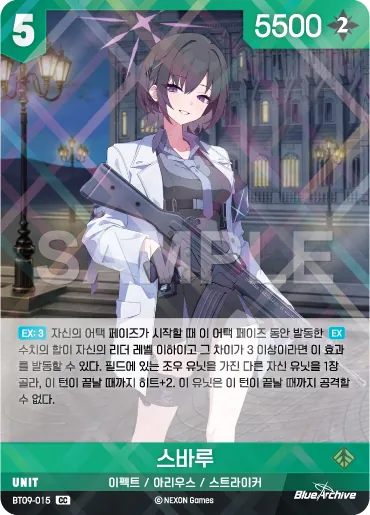 5
5500 2
SAMPLE
EX: 3 자신의 어택 페이즈가 시작할 때 이 어택 페이즈 동안 발동한 EX
수치의 합이 자신의 리더 레벨 이하이고 그 차이가 3 이상이라면 이 효과
를 발동할 수 있다. 필드에 있는 조우 유닛을 가진 다른 자신 유닛을 1장
골라, 이 턴이 끝날 때까지 히트+2. 이 유닛은 이 턴이 끝날 때까지 공격할
수 없다.
스바루
UNIT
이팩트 / 아리우스 / 스트라이커
BT09-015 CC
© NEXON Games
BlueArchive